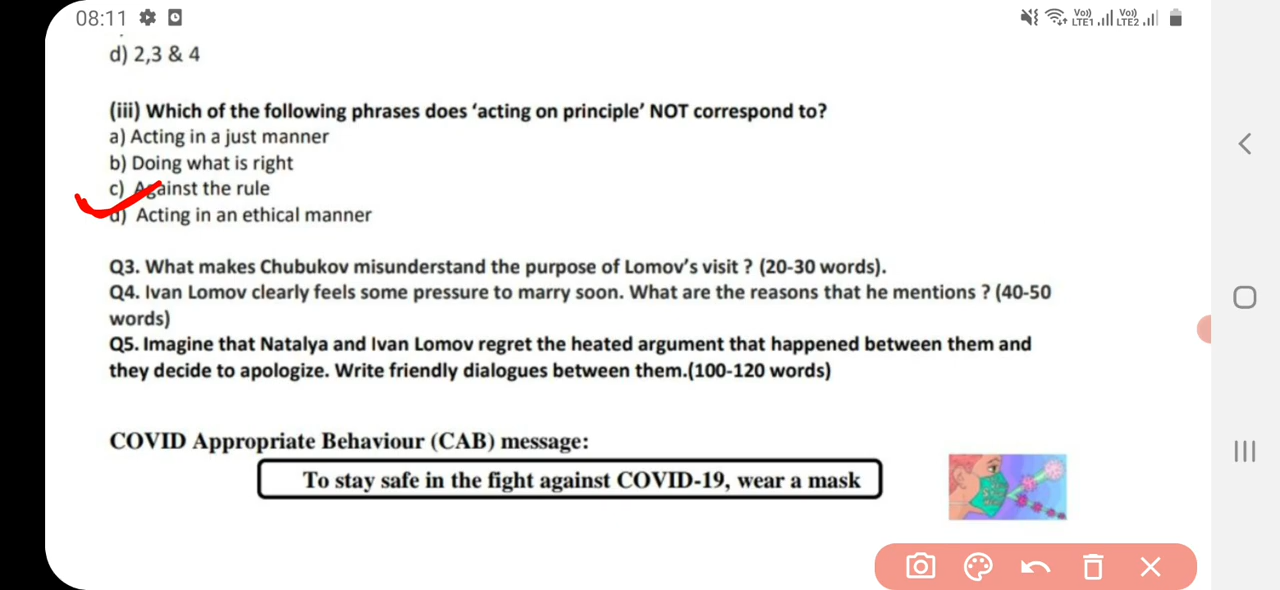 08:11
Vo)) LTE1 Vo)) LTE2
d) 2,3 & 4
(iii) Which of the following phrases does ‘acting on principle’ NOT correspond to?
a) Acting in a just manner
b) Doing what is right
c) Against the rule
d) Acting in an ethical manner
Q3. What makes Chubukov misunderstand the purpose of Lomov’s visit ? (20-30 words).
Q4. Ivan Lomov clearly feels some pressure to marry soon. What are the reasons that he mentions ? (40-50
words)
Q5. Imagine that Natalya and Ivan Lomov regret the heated argument that happened between them and
they decide to apologize. Write friendly dialogues between them.(100-120 words)
COVID Appropriate Behaviour (CAB) message:
To stay safe in the fight against COVID-19, wear a mask